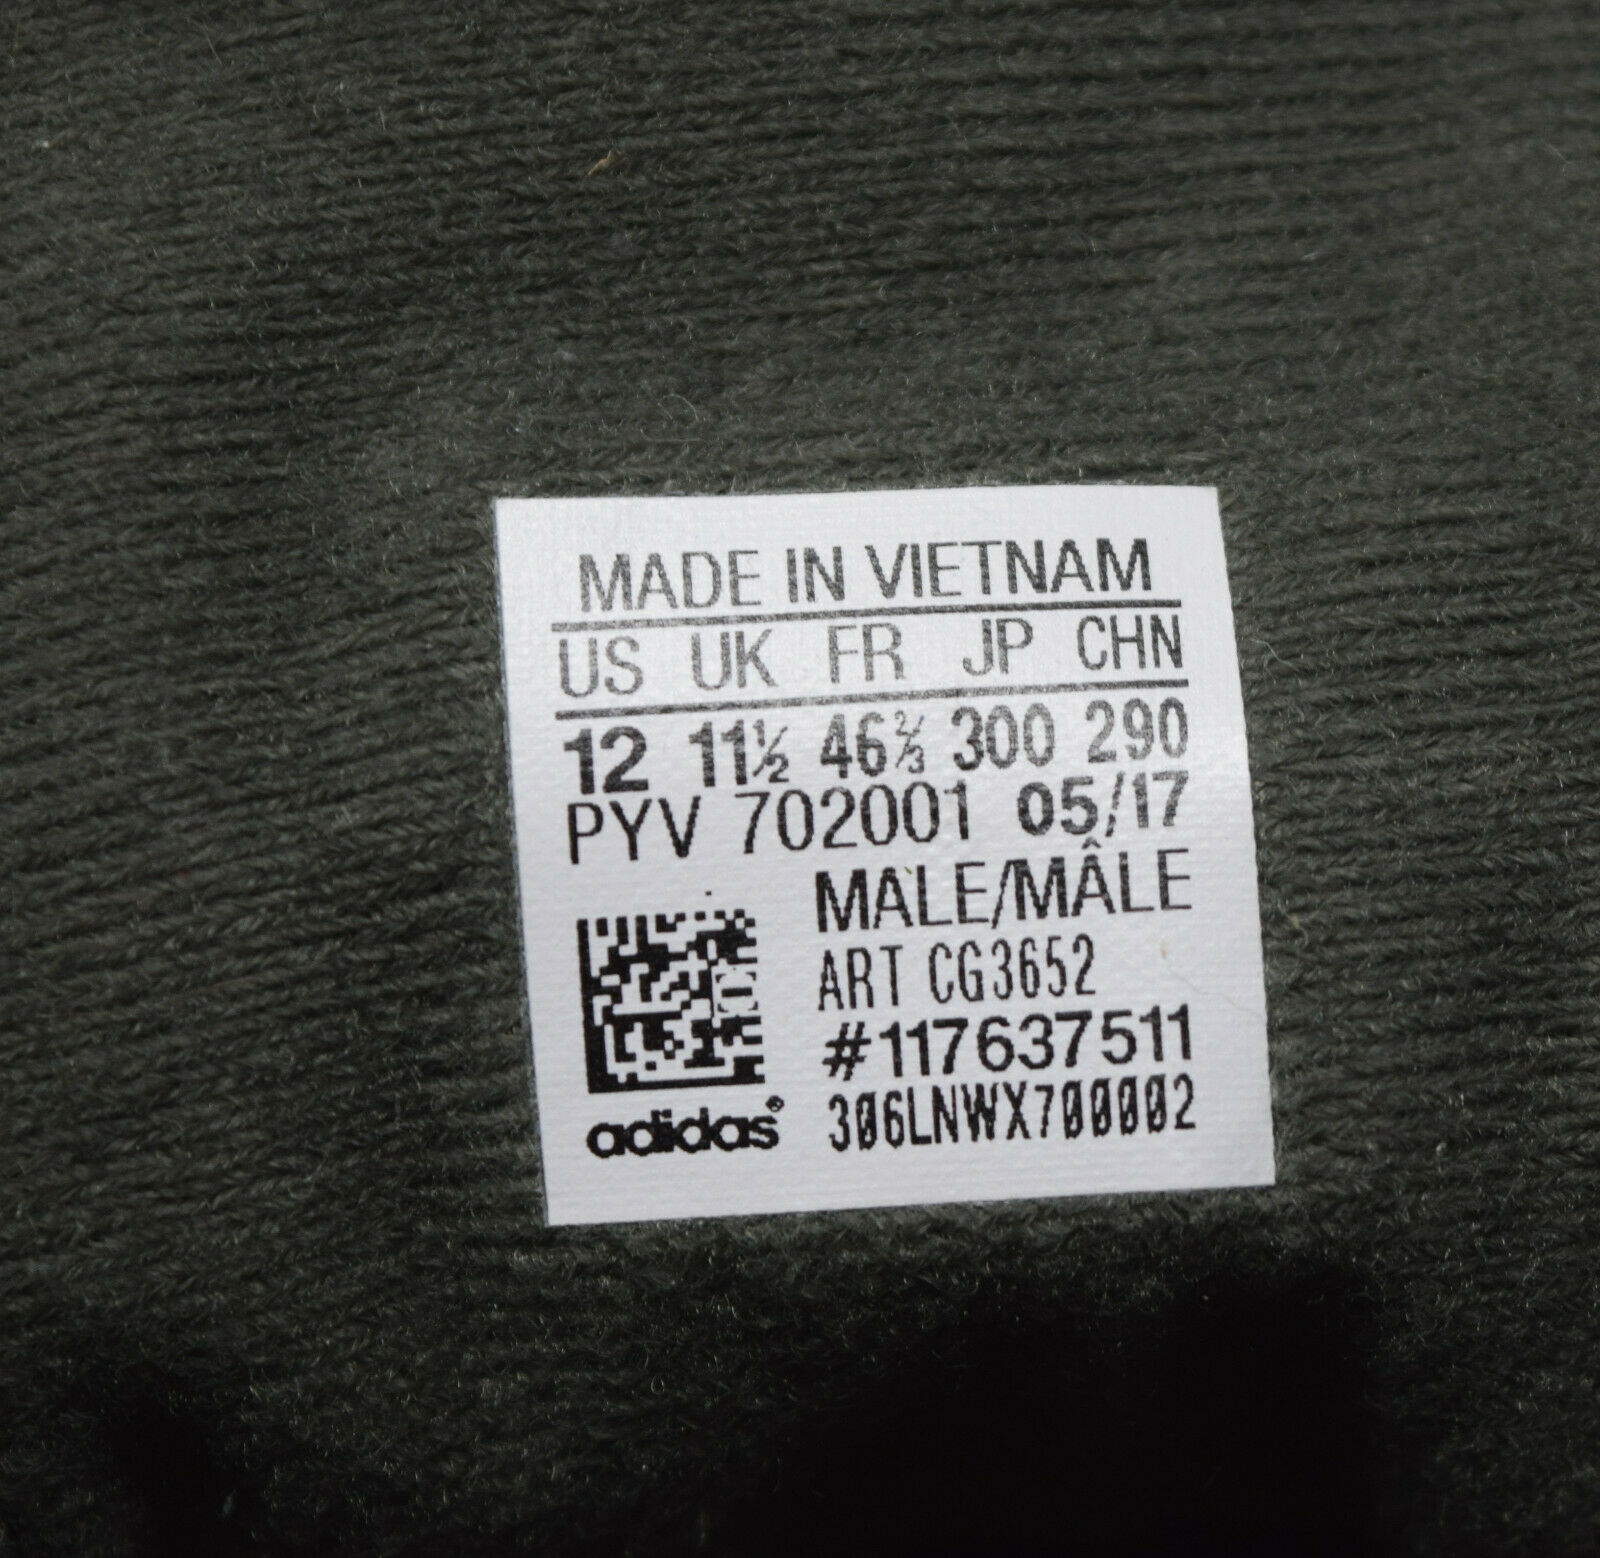 MADE IN VIETNAM
US UK FR JP CHN
12 11½ 46⅔ 300 290
PYV 702001 05/17
MALE/MÂLE
ART CG3652
#117637511
adidas® 306LNWX700002